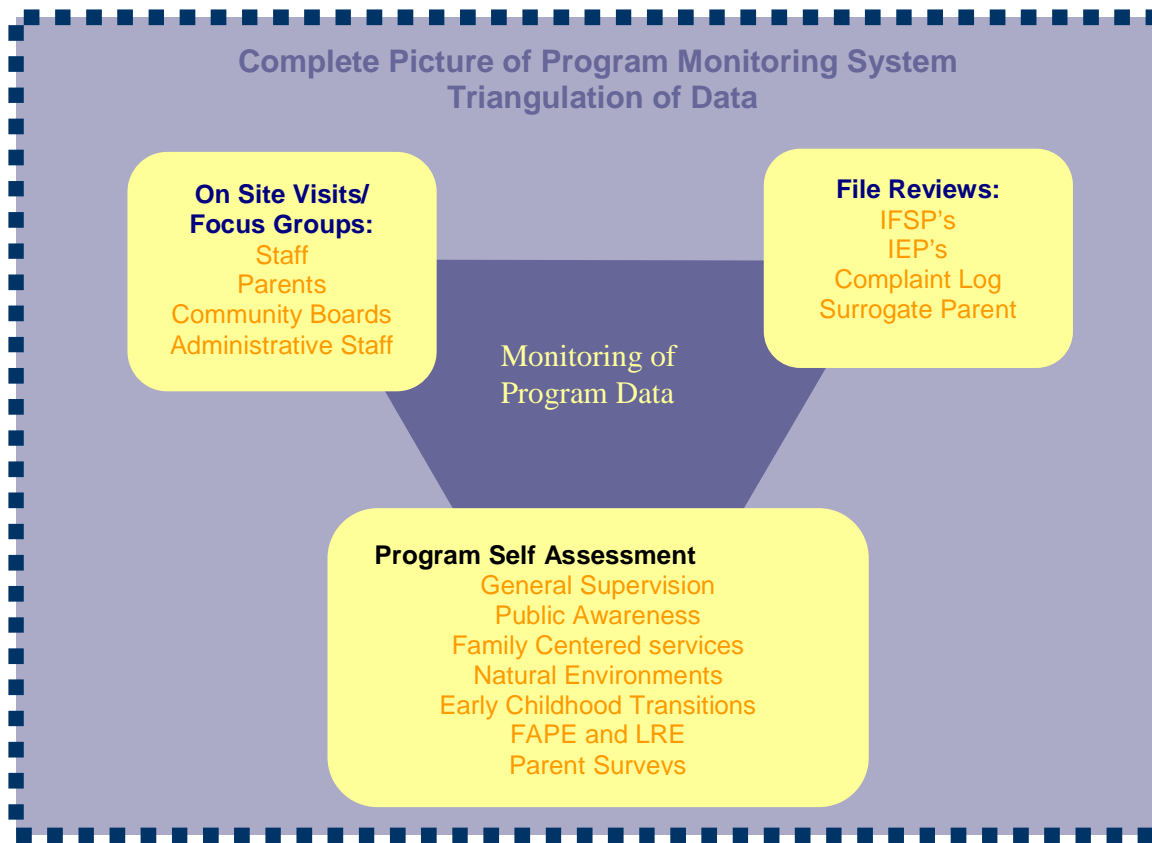 Complete Picture of Program Monitoring System
Triangulation of Data
On Site Visits/
Focus Groups:
Staff
Parents
Community Boards
Administrative Staff
File Reviews:
IFSP's
IEP's
Complaint Log
Surrogate Parent
Monitoring of
Program Data
Program Self Assessment
General Supervision
Public Awareness
Family Centered services
Natural Environments
Early Childhood Transitions
FAPE and LRE
Parent Surveys